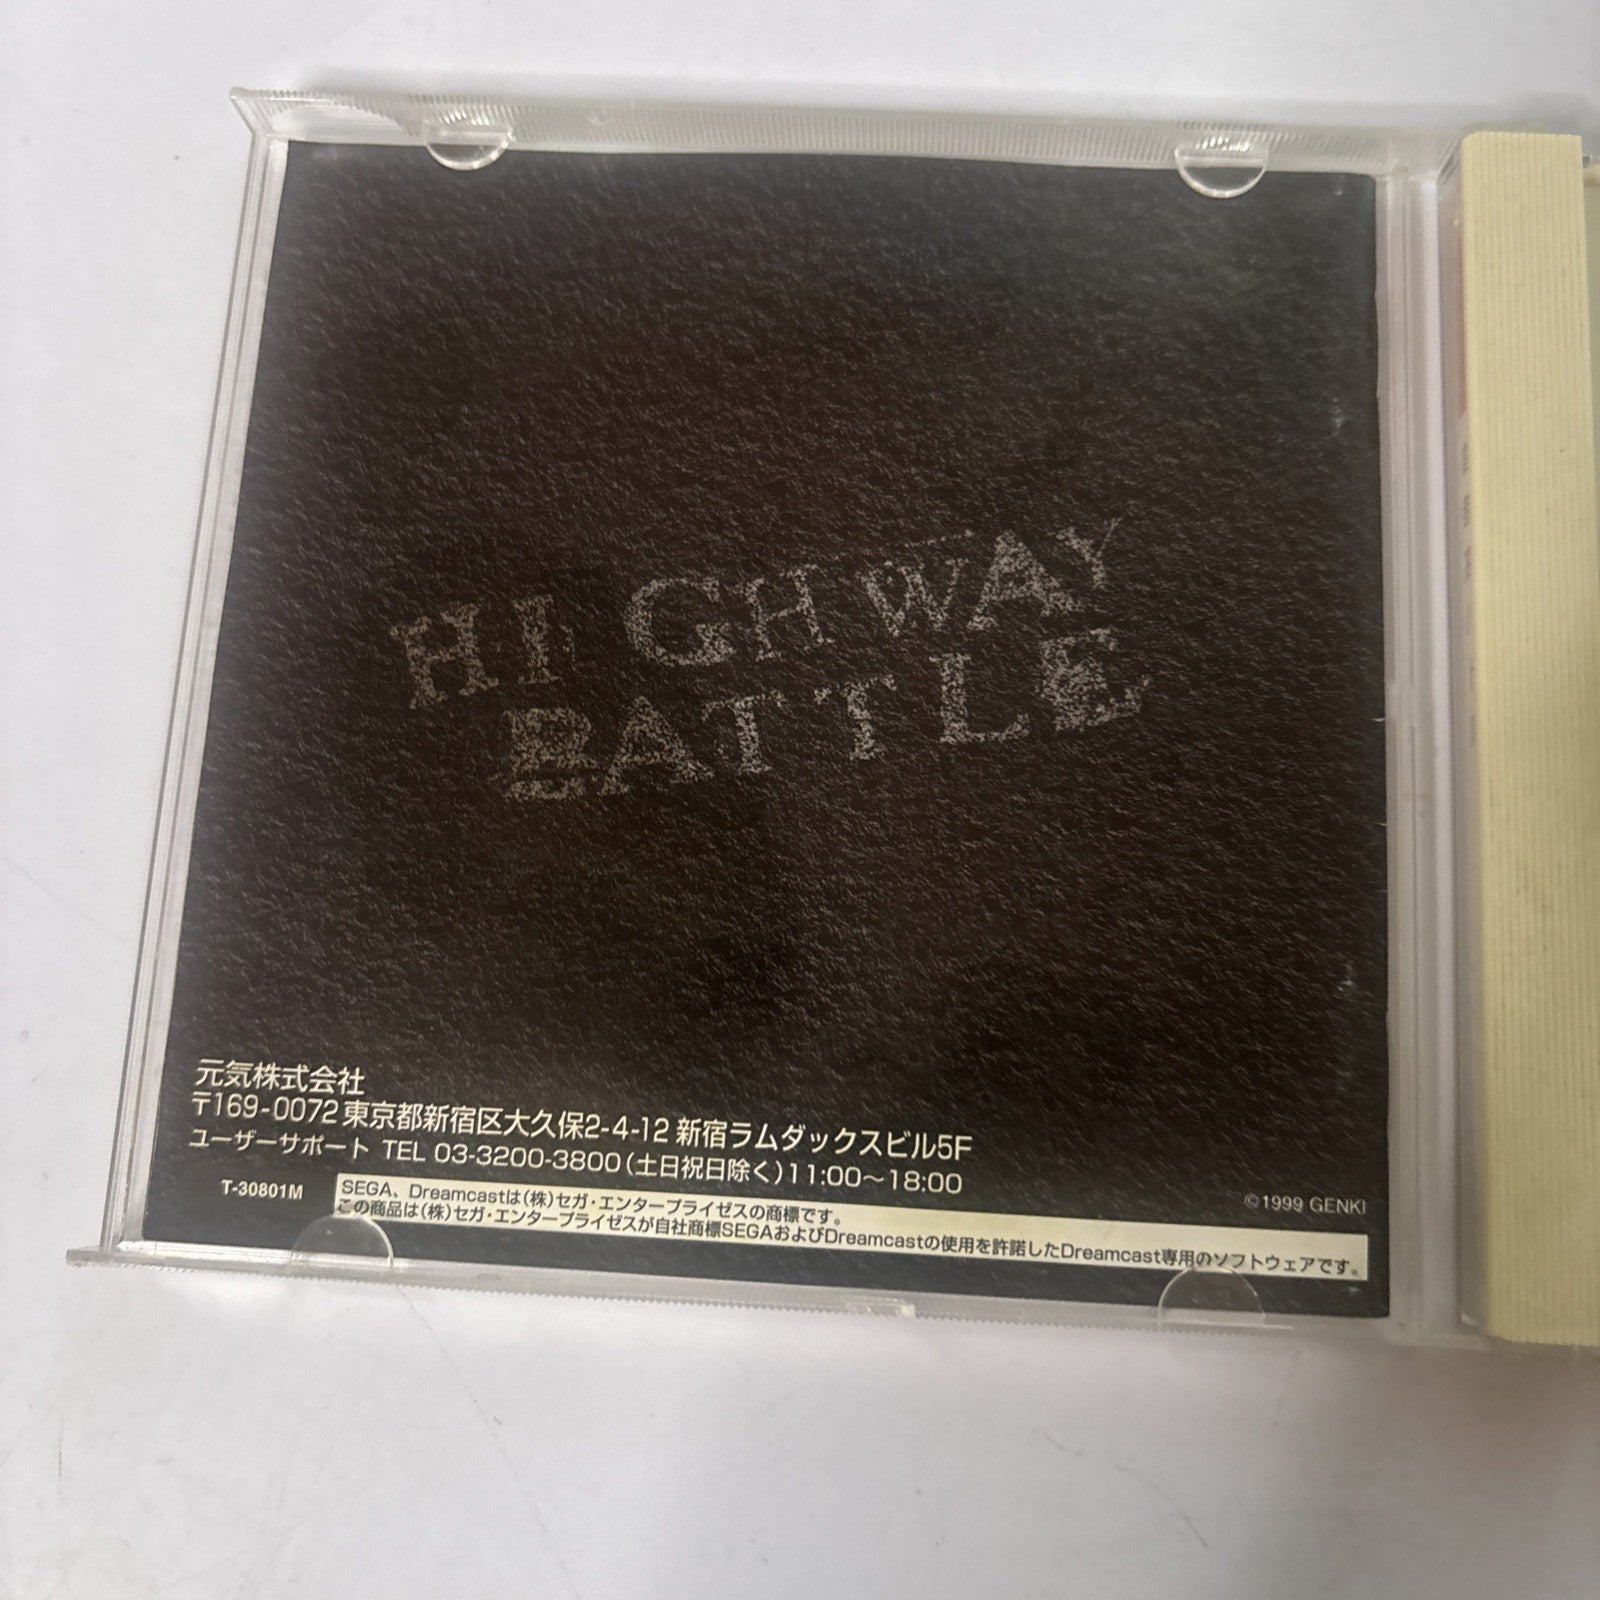 HIGHWAY
BATTLE
元気株式会社
〒169-0072 東京都新宿区大久保2-4-12 新宿ラムダックスビル5F
ユーザーサポート TEL 03-3200-3800(土日祝日除く)11:00～18:00
T-30801M
SEGA、Dreamcastは(株)セガ・エンタープライゼスの商標です。
この商品は(株)セガ・エンタープライゼスが自社商標SEGAおよびDreamcastの使用を許諾したDreamcast専用のソフトウェアです。
©1999 GENKI